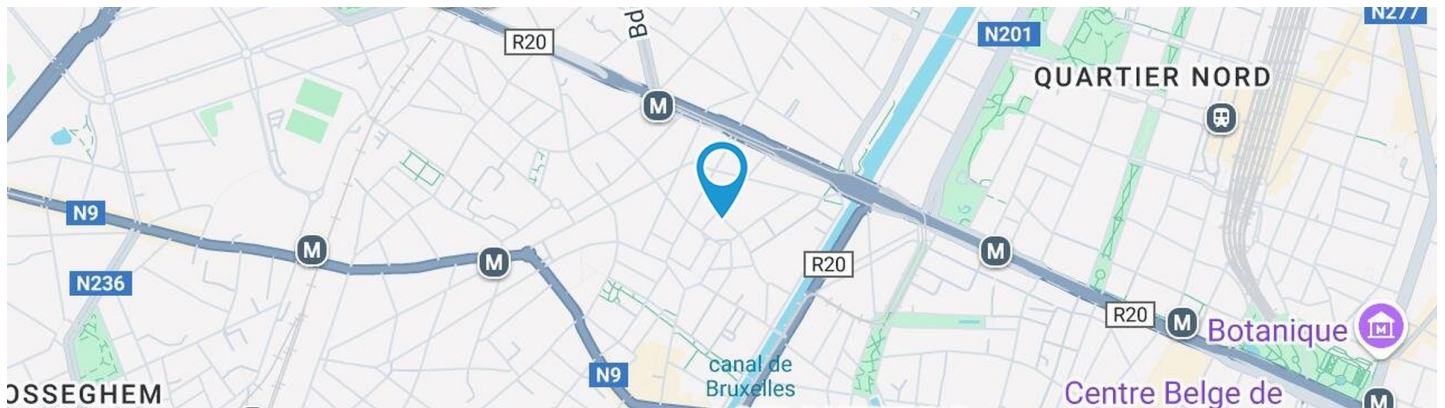 N277
R20
Bd
N201
QUARTIER NORD
M
M
N9
M
M
M
R20
N236
R20
M
Botanique
canal de
Bruxelles
N9
OSSEGHEM
Centre Belge de
M